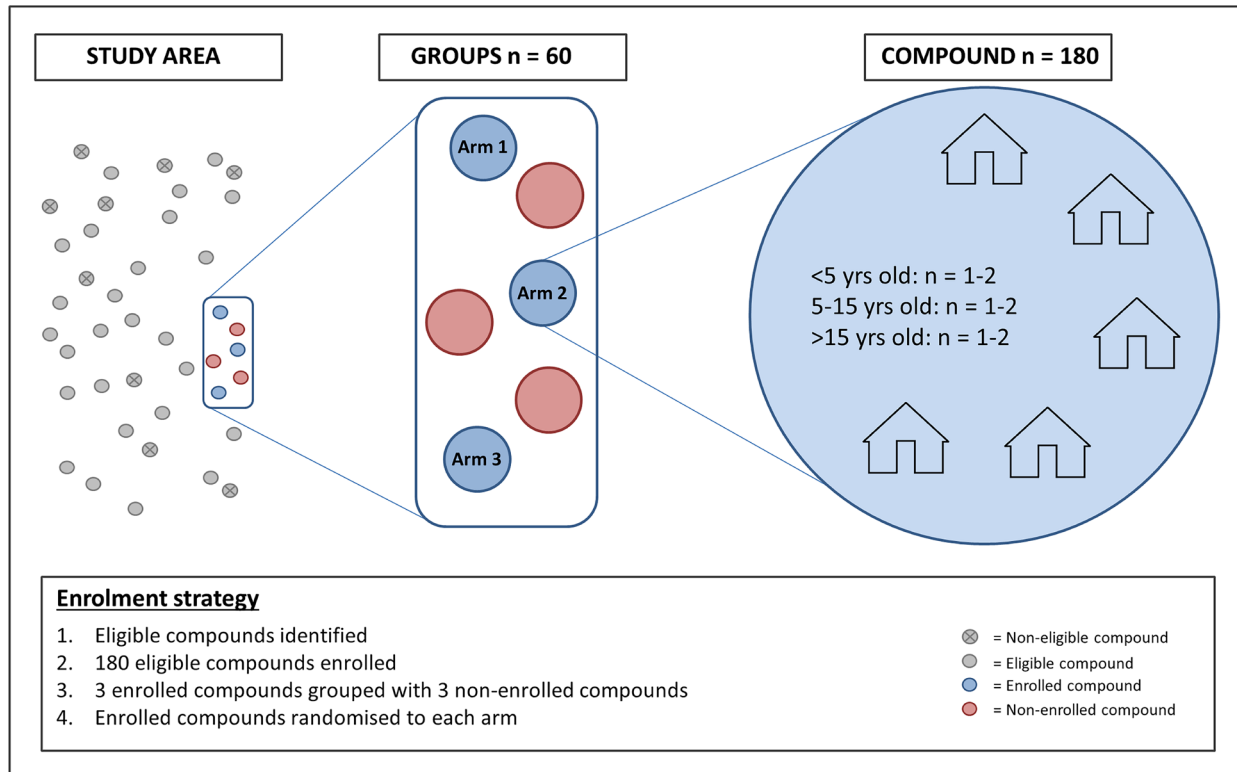 STUDY AREA
GROUPS n = 60
COMPOUND n = 180
Arm 1
Arm 2
Arm 3
<5 yrs old: n = 1-2
5-15 yrs old: n = 1-2
>15 yrs old: n = 1-2
Enrolment strategy
1. Eligible compounds identified
2. 180 eligible compounds enrolled
3. 3 enrolled compounds grouped with 3 non-enrolled compounds
4. Enrolled compounds randomised to each arm
= Non-eligible compound
= Eligible compound
= Enrolled compound
= Non-enrolled compound